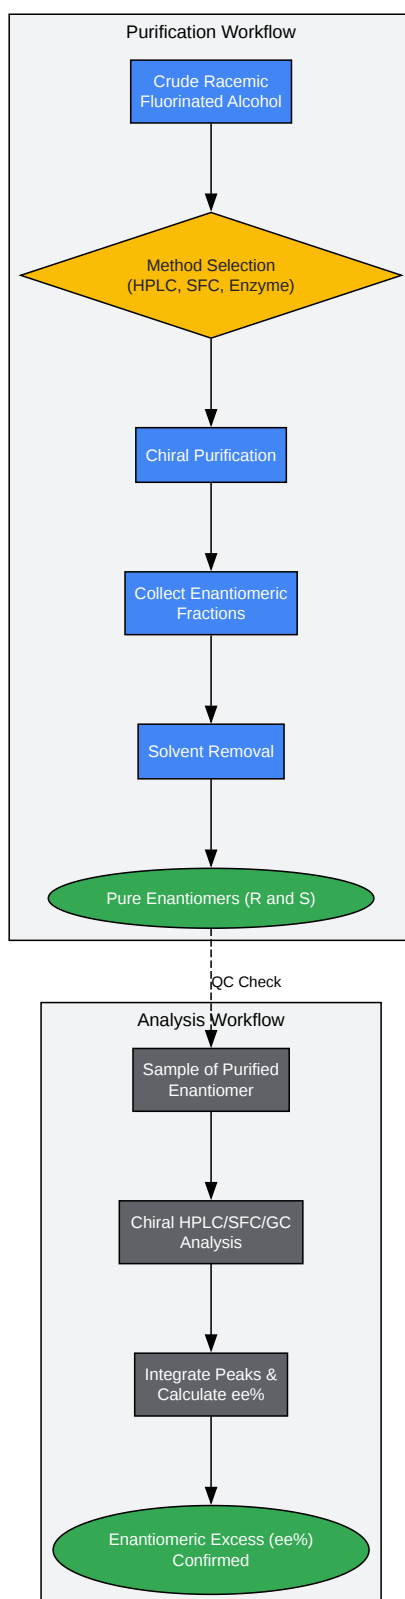 Purification Workflow
Crude Racemic
Fluorinated Alcohol
Method Selection
(HPLC, SFC, Enzyme)
Chiral Purification
Collect Enantiomeric
Fractions
Solvent Removal
Pure Enantiomers (R and S)
QC Check
Analysis Workflow
Sample of Purified
Enantiomer
Chiral HPLC/SFC/GC
Analysis
Integrate Peaks &
Calculate ee%
Enantiomeric Excess (ee%)
Confirmed